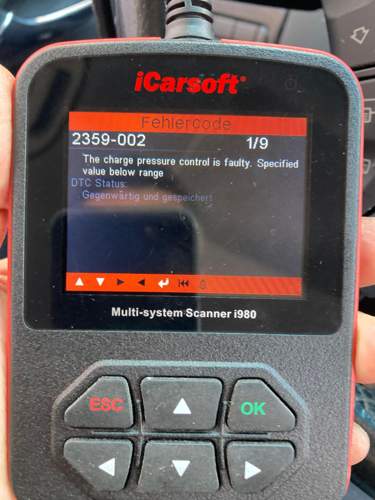 iCarsoft®
Fehlercode
2359-002 1/9
The charge pressure control is faulty. Specified
value below range
DTC Status:
Gegenwärtig und gespeichert
Multi-system Scanner i980
ESC
OK